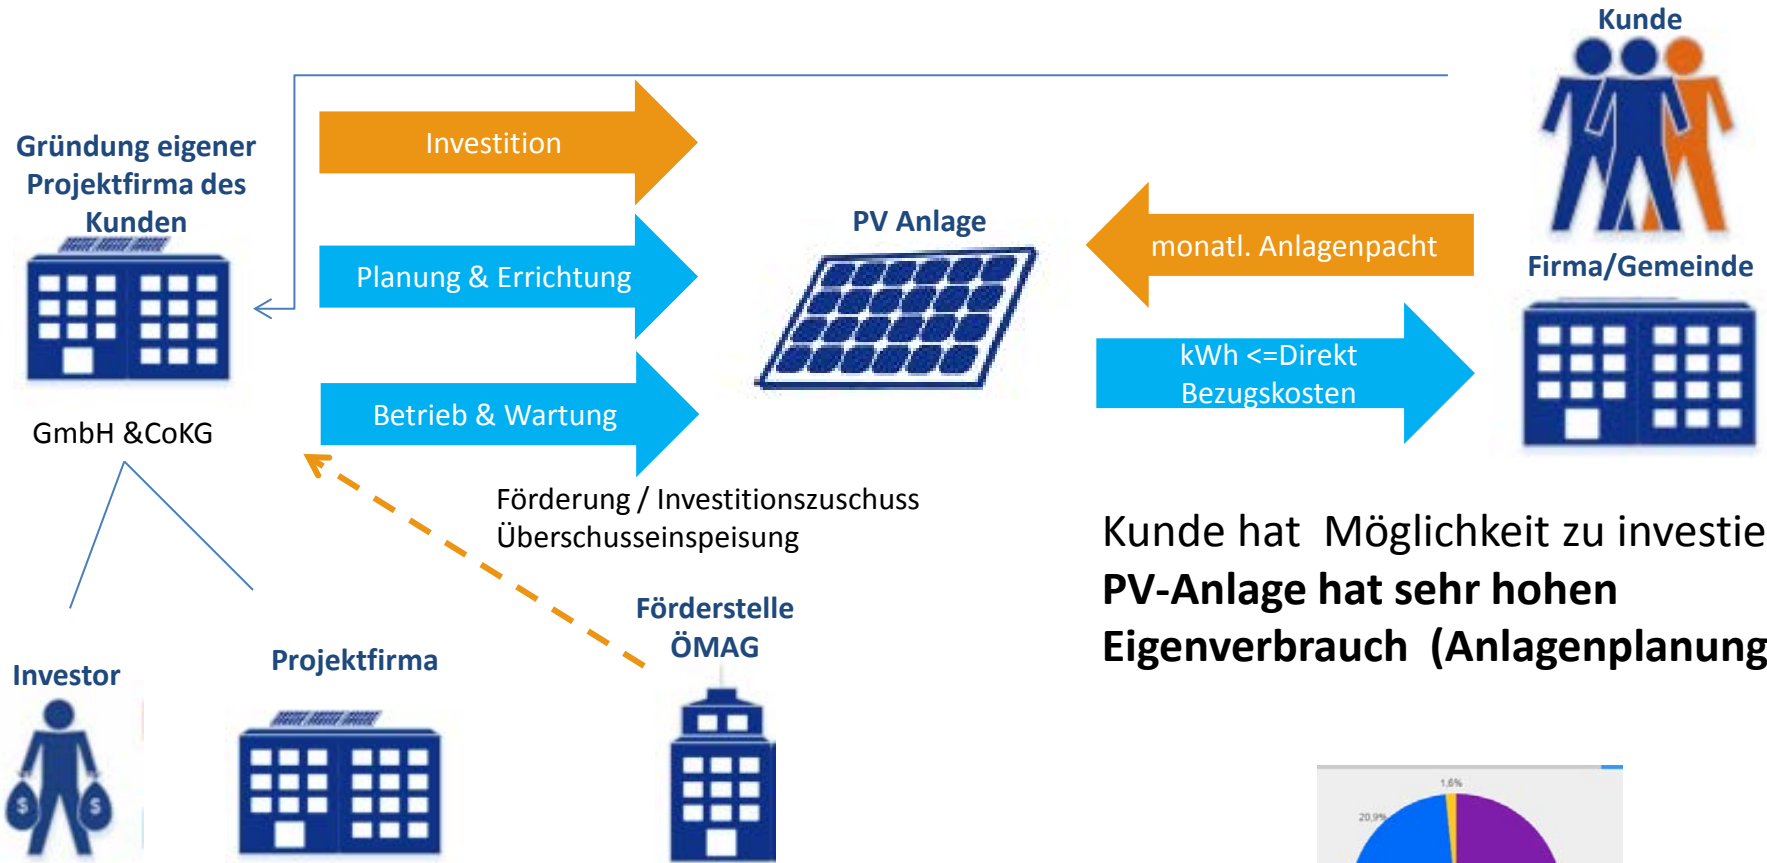 Kunde
Gründung eigener
Projektfirma des
Kunden
Investition
PV Anlage
monatl. Anlagenpacht
Planung & Errichtung
Firma/Gemeinde
kWh <=Direkt
Bezugskosten
Betrieb & Wartung
GmbH &CoKG
Förderung / Investitionszuschuss
Überschusseinspeisung
Kunde hat  Möglichkeit zu investie
PV-Anlage hat sehr hohen
Eigenverbrauch  (Anlagenplanung
Förderstelle
ÖMAG
Projektfirma
Investor
$ $
1,6%
20,9%